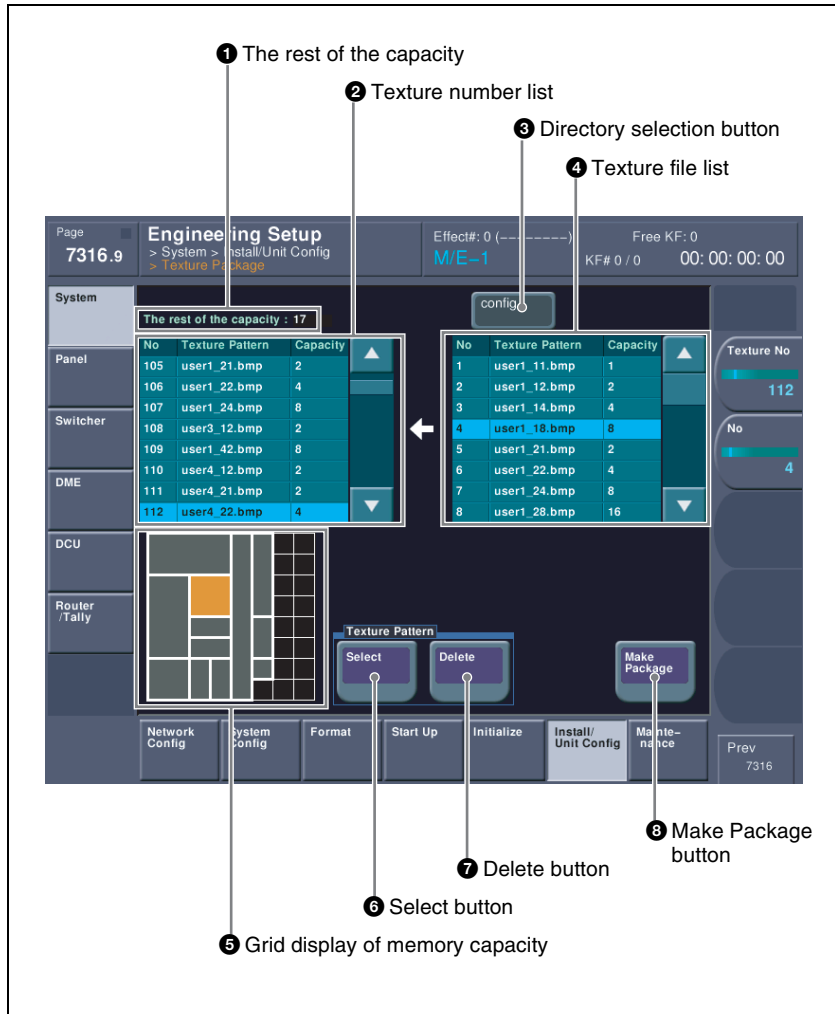 ❶ The rest of the capacity
❷ Texture number list
❸ Directory selection button
❹ Texture file list
Page
7316.9
Engineering Setup
> System > Install/Unit Config
> Texture Package
Effect#: 0 (--------)
Free KF: 0
M/E-1
KF# 0 / 0
00: 00: 00: 00
System
Panel
Switcher
DME
DCU
Router
/Tally
The rest of the capacity : 17
config
No Texture Pattern Capacity
105 user1_21.bmp 2
106 user1_22.bmp 4
107 user1_24.bmp 8
108 user3_12.bmp 2
109 user1_42.bmp 8
110 user4_12.bmp 2
111 user4_21.bmp 2
112 user4_22.bmp 4
No Texture Pattern Capacity
1 user1_11.bmp 1
2 user1_12.bmp 2
3 user1_14.bmp 4
4 user1_18.bmp 8
5 user1_21.bmp 2
6 user1_22.bmp 4
7 user1_24.bmp 8
8 user1_28.bmp 16
Texture No
112
No
4
Texture Pattern
Select
Delete
Make
Package
Network
Config
System
Config
Format
Start Up
Initialize
Install/
Unit Config
Mainte-
nance
Prev
7316
❽ Make Package
button
❼ Delete button
❻ Select button
❺ Grid display of memory capacity